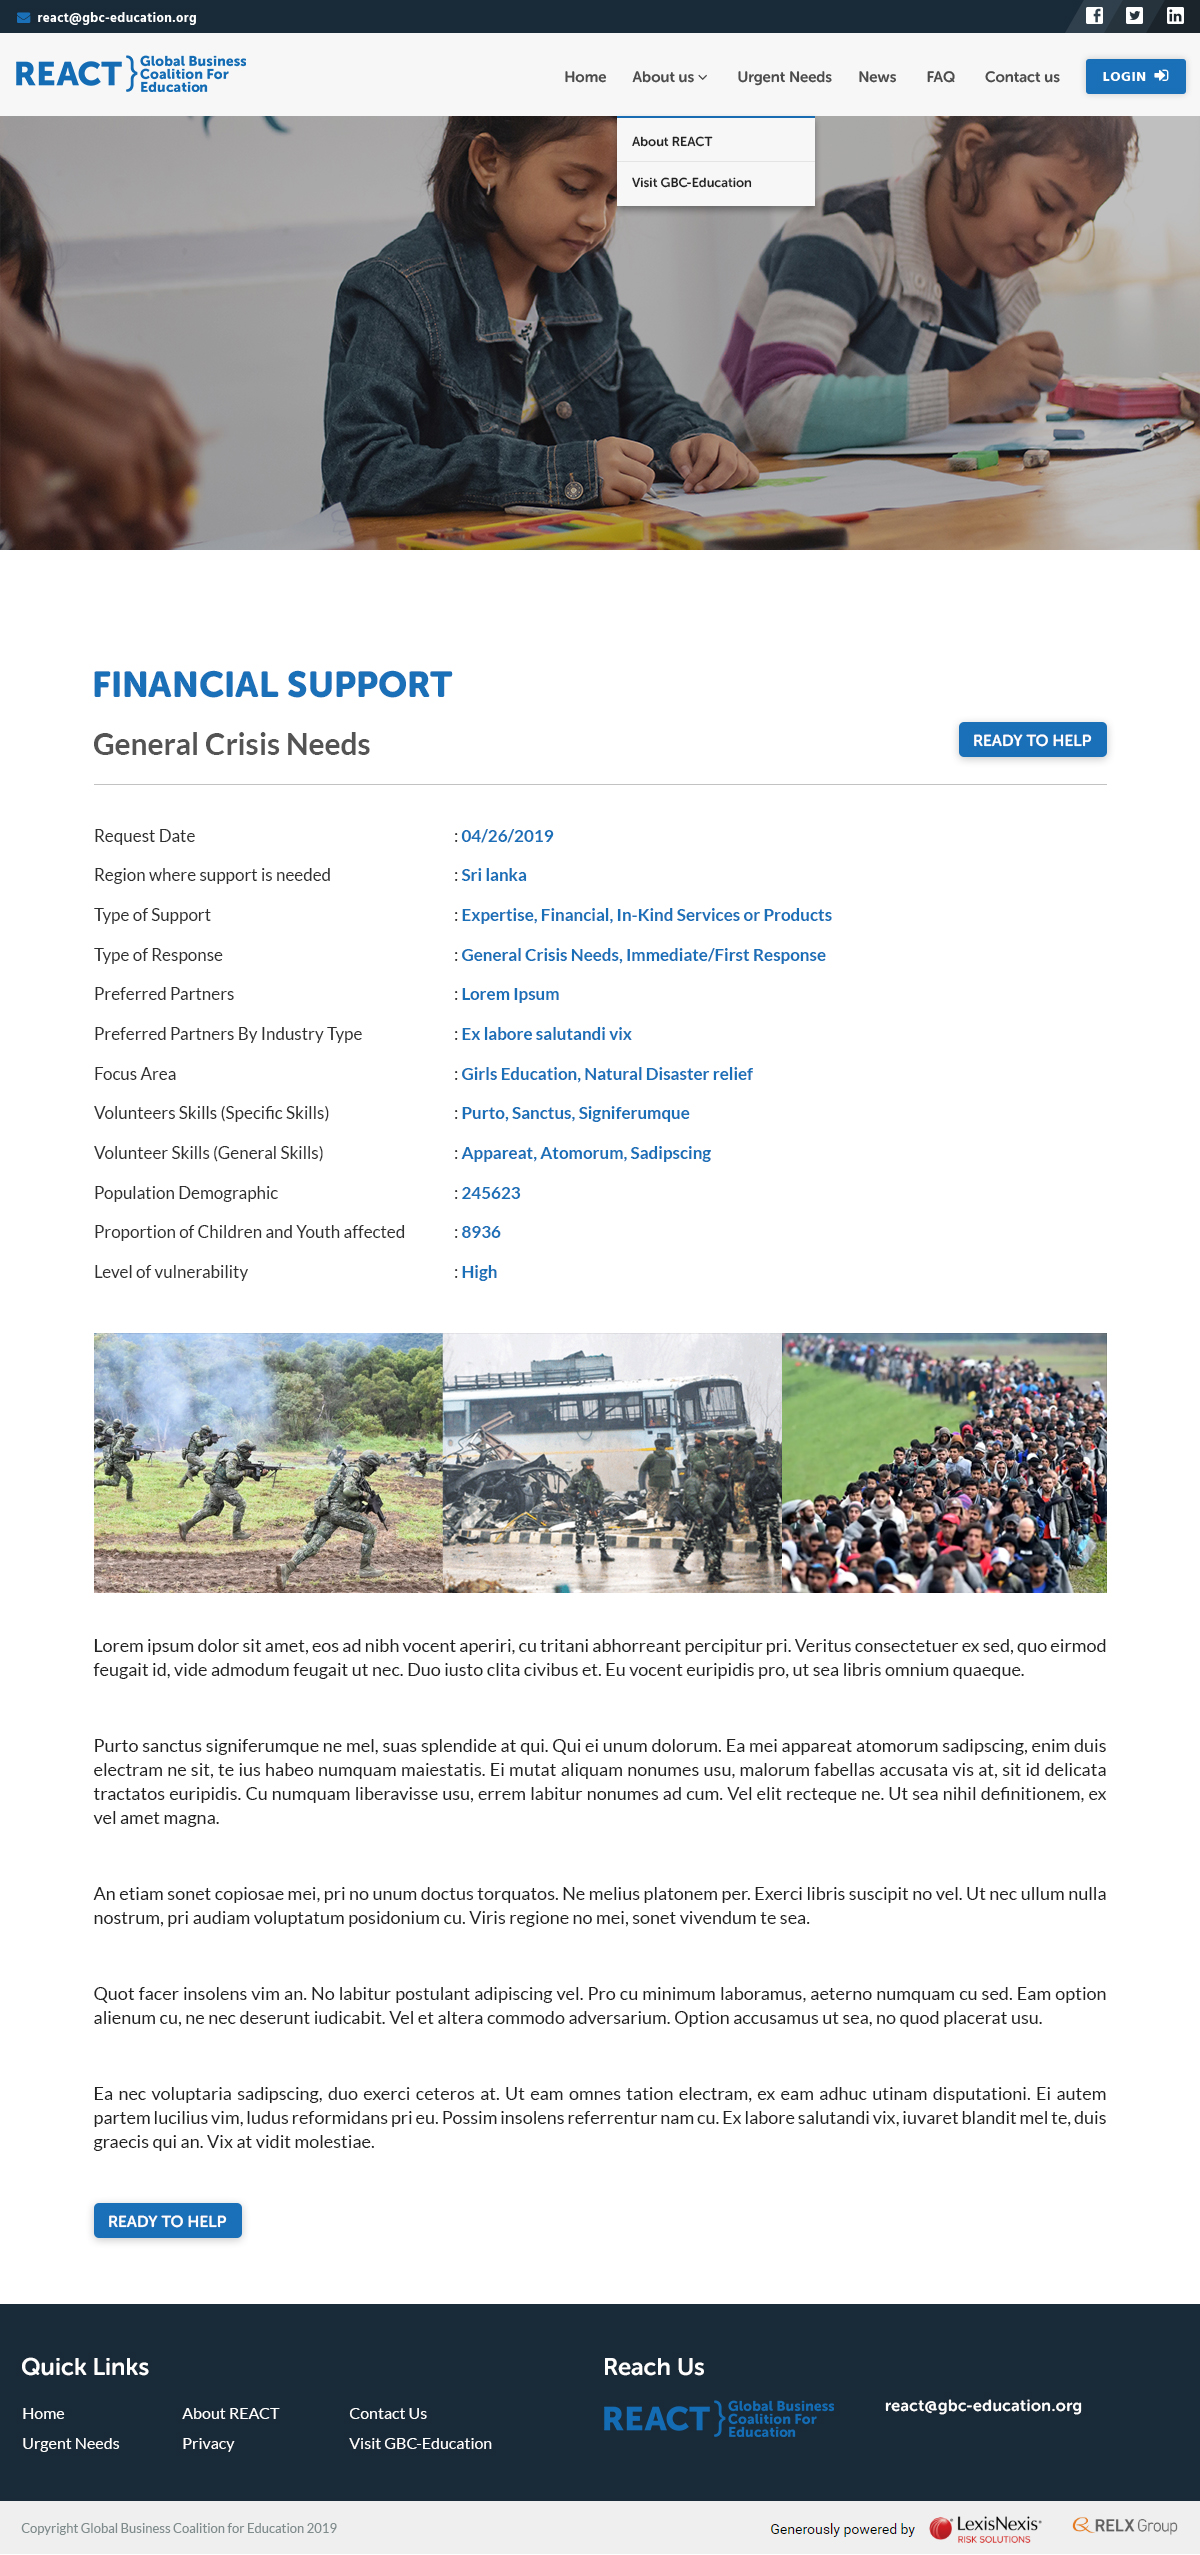 react@gbc-education.org
REACT
Global Business
Coalition For
Education
Home
About us
Urgent Needs
News
FAQ
Contact us
LOGIN
About REACT
Visit GBC-Education
FINANCIAL SUPPORT
General Crisis Needs
READY TO HELP
Request Date : 04/26/2019
Region where support is needed : Sri lanka
Type of Support : Expertise, Financial, In-Kind Services or Products
Type of Response : General Crisis Needs, Immediate/First Response
Preferred Partners : Lorem Ipsum
Preferred Partners By Industry Type : Ex labore salutandi vix
Focus Area : Girls Education, Natural Disaster relief
Volunteers Skills (Specific Skills) : Purto, Sanctus, Signiferumque
Volunteer Skills (General Skills) : Appareat, Atomorum, Sadipscing
Population Demographic : 245623
Proportion of Children and Youth affected : 8936
Level of vulnerability : High
Lorem ipsum dolor sit amet, eos ad nibh vocent aperiri, cu tritani abhorreant percipitur pri. Veritus consectetuer ex sed, quo eirmod
feugait id, vide admodum feugait ut nec. Duo iusto clita civibus et. Eu vocent euripidis pro, ut sea libris omnium quaeque.
Purto sanctus signiferumque ne mel, suas splendide at qui. Qui ei unum dolorum. Ea mei appareat atomorum sadipscing, enim duis
electram ne sit, te ius habeo numquam maiestatis. Ei mutat aliquam nonumes usu, malorum fabellas accusata vis at, sit id delicata
tractatos euripidis. Cu numquam liberavisse usu, errem labitur nonumes ad cum. Vel elit recteque ne. Ut sea nihil definitionem, ex
vel amet magna.
An etiam sonet copiosae mei, pri no unum doctus torquatos. Ne melius platonem per. Exerci libris suscipit no vel. Ut nec ullum nulla
nostrum, pri audiam voluptatum posidonium cu. Viris regione no mei, sonet vivendum te sea.
Quot facer insolens vim an. No labitur postulant adipiscing vel. Pro cu minimum laboramus, aeterno numquam cu sed. Eam option
alienum cu, ne nec deserunt iudicabit. Vel et altera commodo adversarium. Option accusamus ut sea, no quod placerat usu.
Ea nec voluptaria sadipscing, duo exerci ceteros at. Ut eam omnes tation electram, ex eam adhuc utinam disputationi. Ei autem
partem lucilius vim, ludus reformidans pri eu. Possim insolens referrentur nam cu. Ex labore salutandi vix, iuvaret blandit mel te, duis
graecis qui an. Vix at vidit molestiae.
READY TO HELP
Quick Links
Home
About REACT
Contact Us
Urgent Needs
Privacy
Visit GBC-Education
Reach Us
REACT
Global Business
Coalition For
Education
react@gbc-education.org
Copyright Global Business Coalition for Education 2019
Generously powered by
LexisNexis
RISK SOLUTIONS
RELX Group